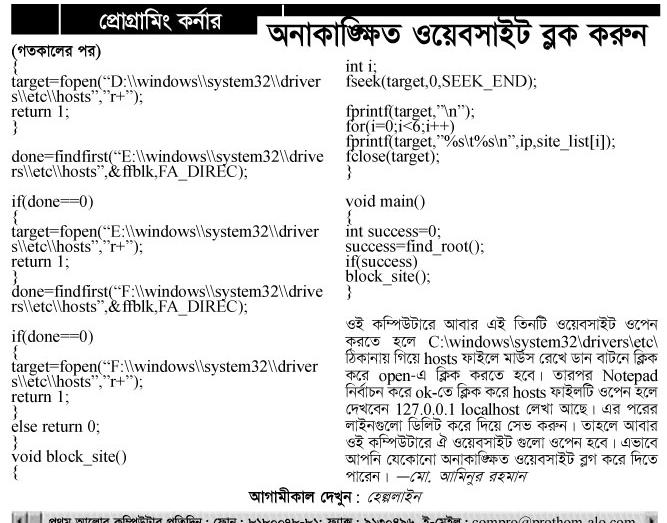 প্রোগ্রামিং কর্নার
অনাকাঙ্ক্ষিত ওয়েবসাইট ব্লক করুন
(গতকালের পর)
{
target=fopen(“D:\\windows\\system32\\driver
s\\etc\\hosts”,”r+”);
return 1;
}
done=findfirst(“E:\\windows\\system32\\drive
rs\\etc\\hosts”,&ffblk,FA_DIREC);
if(done==0)
{
target=fopen(“E:\\windows\\system32\\driver
s\\etc\\hosts”,”r+”);
return 1;
}
done=findfirst(“F:\\windows\\system32\\drive
rs\\etc\\hosts”,&ffblk,FA_DIREC);
if(done==0)
{
target=fopen(“F:\\windows\\system32\\driver
s\\etc\\hosts”,”r+”);
return 1;
}
else return 0;
}
void block_site()
{
int i;
fseek(target,0,SEEK_END);
fprintf(target,”\n”);
for(i=0;i<6;i++)
fprintf(target,”%s\t%s\n”,ip,site_list[i]);
fclose(target);
}
void main()
{
int success=0;
success=find_root();
if(success)
block_site();
}
ওই কম্পিউটারে আবার এই তিনটি ওয়েবসাইট ওপেন
করতে হলে C:\windows\system32\drivers\etc\
ঠিকানায় গিয়ে hosts ফাইলে মাউস রেখে ডান বাটনে ক্লিক
করে open-এ ক্লিক করতে হবে। তারপর Notepad
নির্বাচন করে ok-তে ক্লিক করে hosts ফাইলটি ওপেন হলে
দেখবেন 127.0.0.1 localhost লেখা আছে। এর পরের
লাইনগুলো ডিলিট করে দিয়ে সেভ করুন। তাহলে আবার
ওই কম্পিউটারে ঐ ওয়েবসাইট গুলো ওপেন হবে। এভাবে
আপনি যেকোনো অনাকাঙ্ক্ষিত ওয়েবসাইট ব্লগ করে দিতে
পারেন। —মো. আমিনুর রহমান
আগামীকাল দেখুন : হেল্পলাইন
প্রথম আলোর কম্পিউটার প্রতিদিন : ফোন : ৮১৮০০৭৮-৮১; ফ্যাক্স : ৯১৩০৪৯৬, ই-মেইল : compro@prothom-alo.com